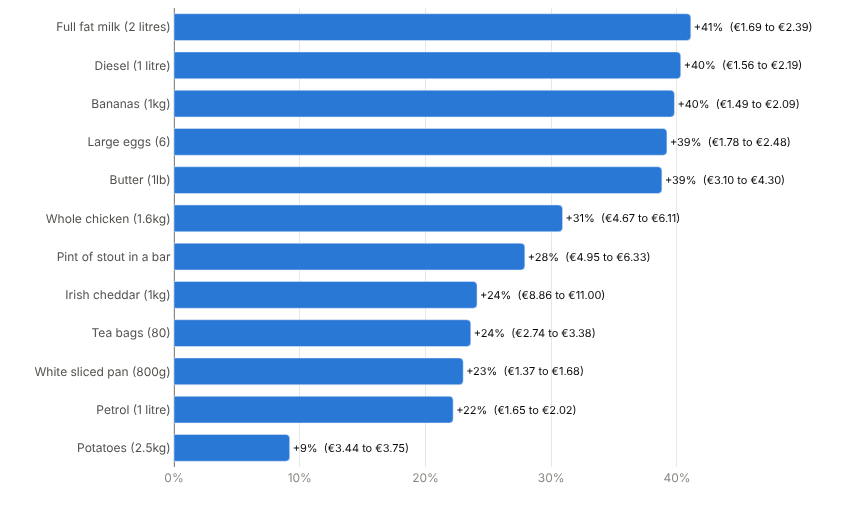 Full fat milk (2 litres) +41% (€1.69 to €2.39)
Diesel (1 litre) +40% (€1.56 to €2.19)
Bananas (1kg) +40% (€1.49 to €2.09)
Large eggs (6) +39% (€1.78 to €2.48)
Butter (1lb) +39% (€3.10 to €4.30)
Whole chicken (1.6kg) +31% (€4.67 to €6.11)
Pint of stout in a bar +28% (€4.95 to €6.33)
Irish cheddar (1kg) +24% (€8.86 to €11.00)
Tea bags (80) +24% (€2.74 to €3.38)
White sliced pan (800g) +23% (€1.37 to €1.68)
Petrol (1 litre) +22% (€1.65 to €2.02)
Potatoes (2.5kg) +9% (€3.44 to €3.75)
0% 10% 20% 30% 40%